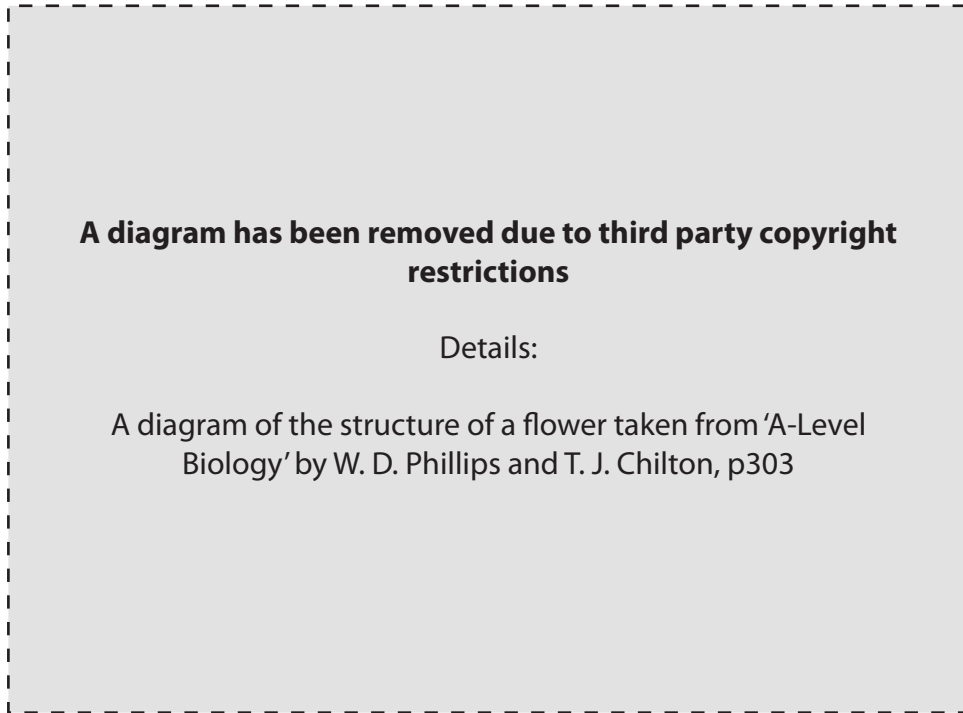 A diagram has been removed due to third party copyright
restrictions
Details:
A diagram of the structure of a flower taken from ‘A-Level
Biology’ by W. D. Phillips and T. J. Chilton, p303